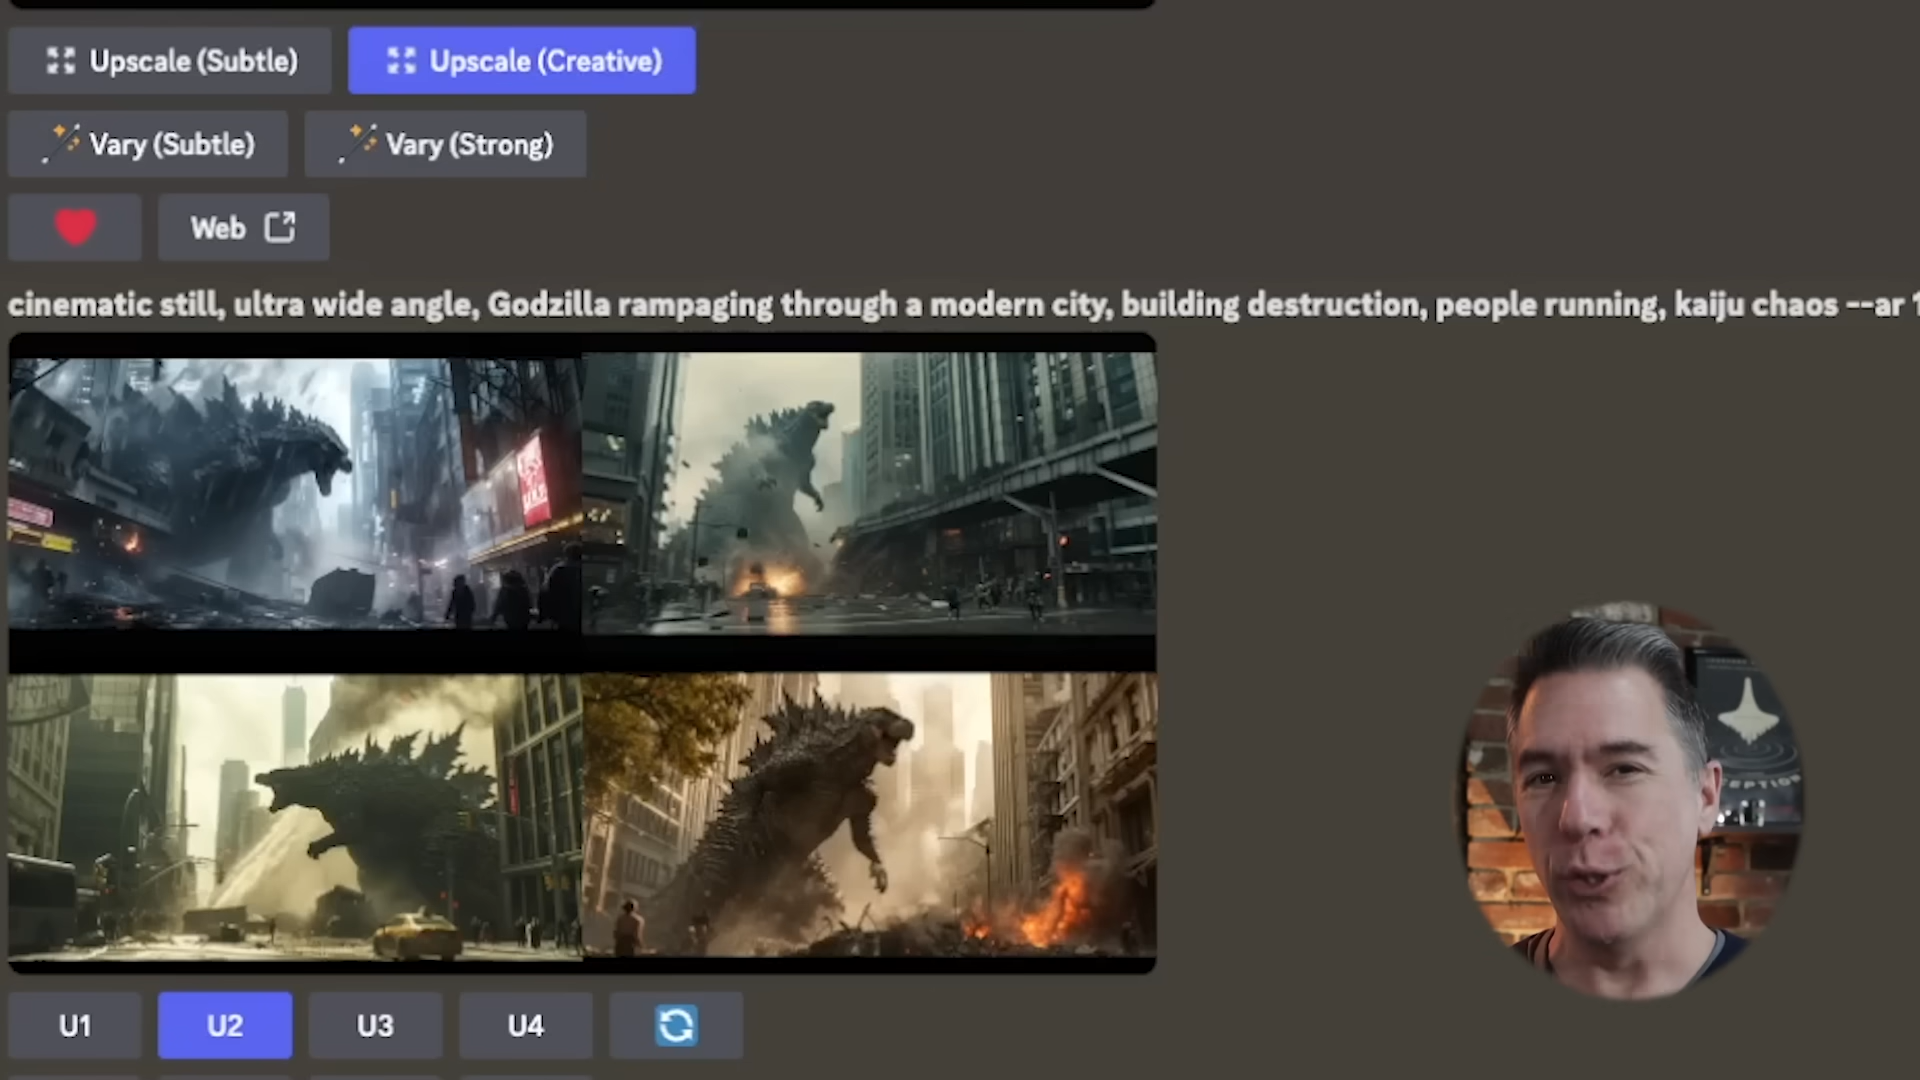 Upscale (Subtle)
Upscale (Creative)
Vary (Subtle)
Vary (Strong)
Web
cinematic still, ultra wide angle, Godzilla rampaging through a modern city, building destruction, people running, kaiju chaos --ar 1
U1
U2
U3
U4